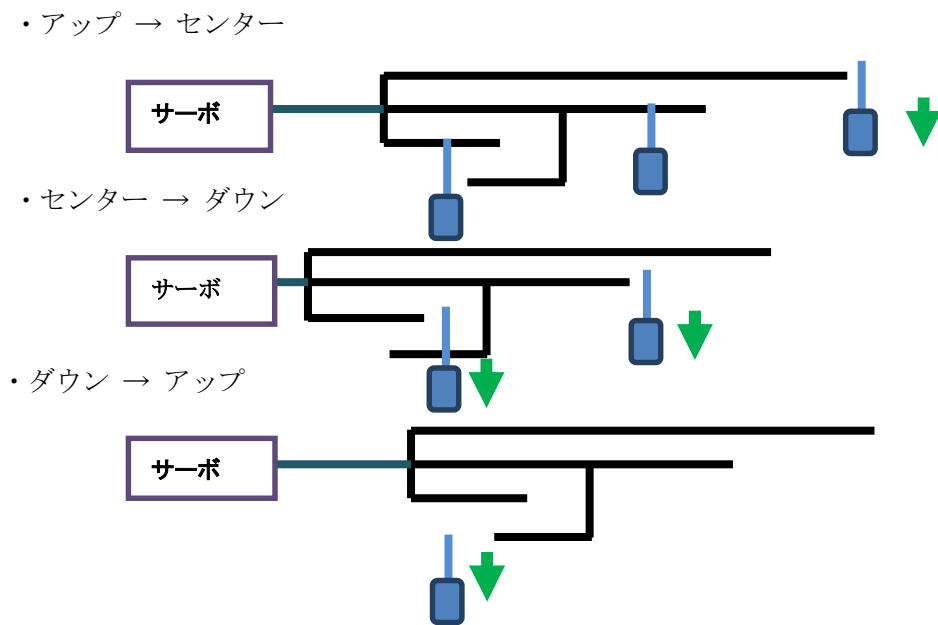 ・アップ → センター
サーボ
・センター → ダウン
サーボ
・ダウン → アップ
サーボ